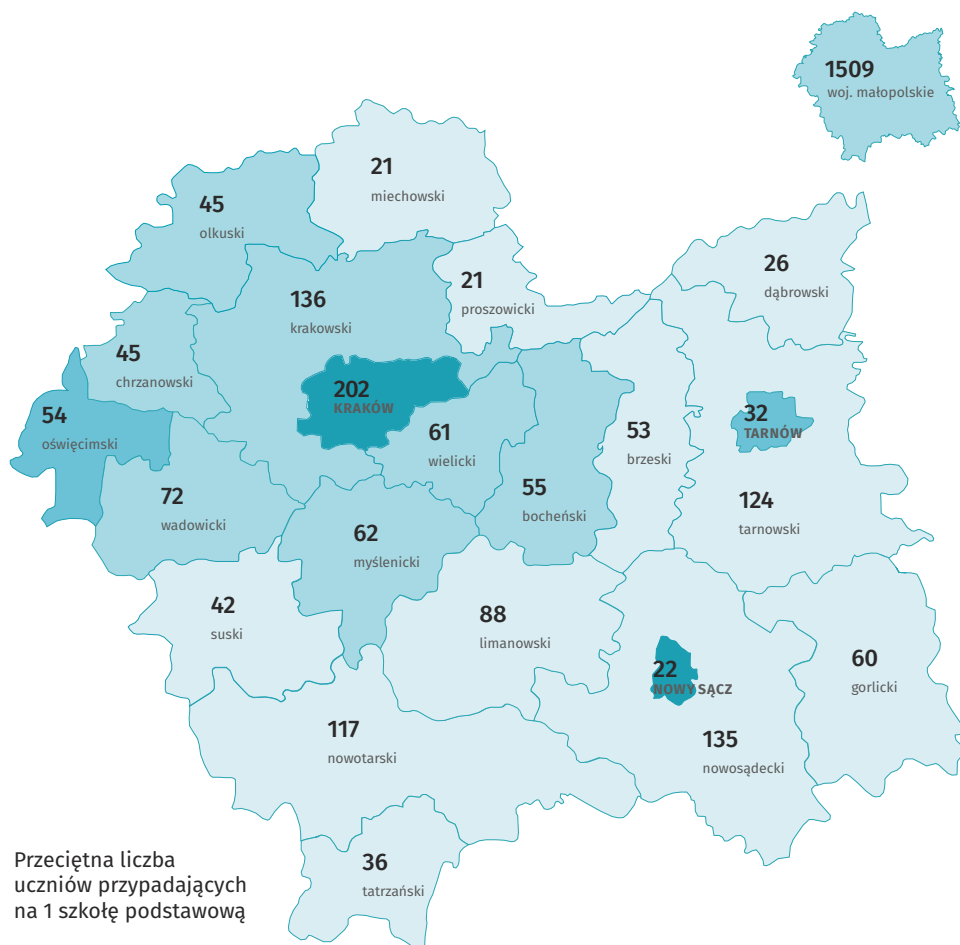 1509
woj. małopolskie
21
miechowski
45
olkuski
26
dąbrowski
21
proszowicki
136
krakowski
45
chrzanowski
202
KRAKÓW
54
oświęcimski
32
TARNÓW
61
wielicki
53
brzeski
72
wadowicki
55
bocheński
124
tarnowski
62
myślenicki
42
suski
88
limanowski
22
NOWY SĄCZ
60
gorlicki
117
nowotarski
135
nowosądecki
36
tatrzański
Przeciętna liczba
uczniów przypadających
na 1 szkołę podstawową